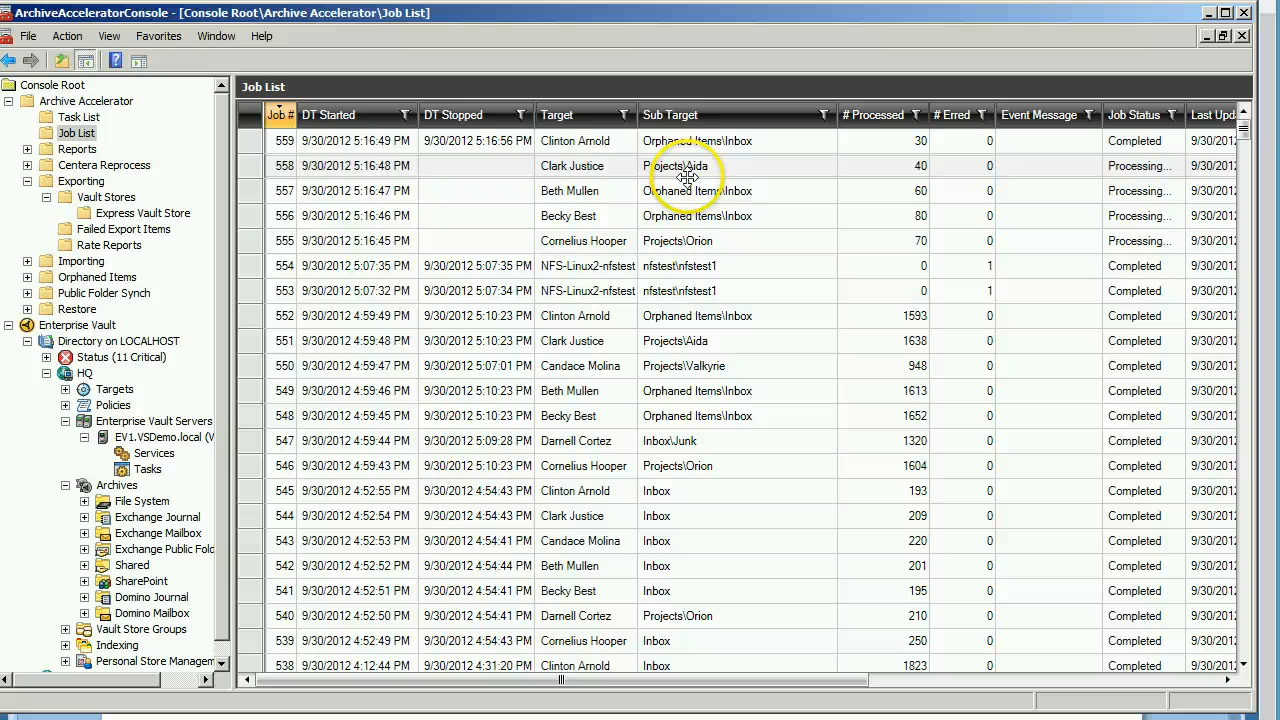 ArchiveAcceleratorConsole - [Console Root\Archive Accelerator\Job List]
File Action View Favorites Window Help
Console Root
Archive Accelerator
Task List
Job List
Reports
Centera Reprocess
Exporting
Vault Stores
Express Vault Store
Failed Export Items
Rate Reports
Importing
Orphaned Items
Public Folder Synch
Restore
Enterprise Vault
Directory on LOCALHOST
Status (11 Critical)
HQ
Targets
Policies
Enterprise Vault Servers
EV1.VSDemo.local (V
Services
Tasks
Archives
File System
Exchange Journal
Exchange Mailbox
Exchange Public Fold
Shared
SharePoint
Domino Journal
Domino Mailbox
Vault Store Groups
Indexing
Personal Store Managem
Job List
Job # DT Started DT Stopped Target Sub Target # Processed # Erred Event Message Job Status Last Upd
559 9/30/2012 5:16:49 PM 9/30/2012 5:16:56 PM Clinton Arnold Orphaned Items\Inbox 30 0 Completed 9/30/201
558 9/30/2012 5:16:48 PM Clark Justice Projects\Aida 40 0 Processing... 9/30/201
557 9/30/2012 5:16:47 PM Beth Mullen Orphaned Items\Inbox 60 0 Processing... 9/30/201
556 9/30/2012 5:16:46 PM Becky Best Orphaned Items\Inbox 80 0 Processing... 9/30/201
555 9/30/2012 5:16:45 PM Cornelius Hooper Projects\Orion 70 0 Processing... 9/30/201
554 9/30/2012 5:07:35 PM 9/30/2012 5:07:35 PM NFS-Linux2-nfstest nfstest\nfstest1 0 1 Completed 9/30/201
553 9/30/2012 5:07:32 PM 9/30/2012 5:07:34 PM NFS-Linux2-nfstest nfstest\nfstest1 0 1 Completed 9/30/201
552 9/30/2012 4:59:49 PM 9/30/2012 5:10:23 PM Clinton Arnold Orphaned Items\Inbox 1593 0 Completed 9/30/201
551 9/30/2012 4:59:48 PM 9/30/2012 5:10:23 PM Clark Justice Projects\Aida 1638 0 Completed 9/30/201
550 9/30/2012 4:59:47 PM 9/30/2012 5:07:01 PM Candace Molina Projects\Valkyrie 948 0 Completed 9/30/201
549 9/30/2012 4:59:46 PM 9/30/2012 5:10:23 PM Beth Mullen Orphaned Items\Inbox 1613 0 Completed 9/30/201
548 9/30/2012 4:59:45 PM 9/30/2012 5:10:23 PM Becky Best Orphaned Items\Inbox 1652 0 Completed 9/30/201
547 9/30/2012 4:59:44 PM 9/30/2012 5:09:28 PM Darnell Cortez Inbox\Junk 1320 0 Completed 9/30/201
546 9/30/2012 4:59:43 PM 9/30/2012 5:10:23 PM Cornelius Hooper Projects\Orion 1604 0 Completed 9/30/201
545 9/30/2012 4:52:55 PM 9/30/2012 4:54:43 PM Clinton Arnold Inbox 193 0 Completed 9/30/201
544 9/30/2012 4:52:54 PM 9/30/2012 4:54:43 PM Clark Justice Inbox 209 0 Completed 9/30/201
543 9/30/2012 4:52:53 PM 9/30/2012 4:54:41 PM Candace Molina Inbox 220 0 Completed 9/30/201
542 9/30/2012 4:52:52 PM 9/30/2012 4:54:44 PM Beth Mullen Inbox 201 0 Completed 9/30/201
541 9/30/2012 4:52:51 PM 9/30/2012 4:54:41 PM Becky Best Inbox 195 0 Completed 9/30/201
540 9/30/2012 4:52:50 PM 9/30/2012 4:54:41 PM Darnell Cortez Projects\Orion 210 0 Completed 9/30/201
539 9/30/2012 4:52:49 PM 9/30/2012 4:54:43 PM Cornelius Hooper Inbox 250 0 Completed 9/30/201
538 9/30/2012 4:12:44 PM 9/30/2012 4:31:20 PM Clinton Arnold Inbox 1823 0 Completed 9/30/201